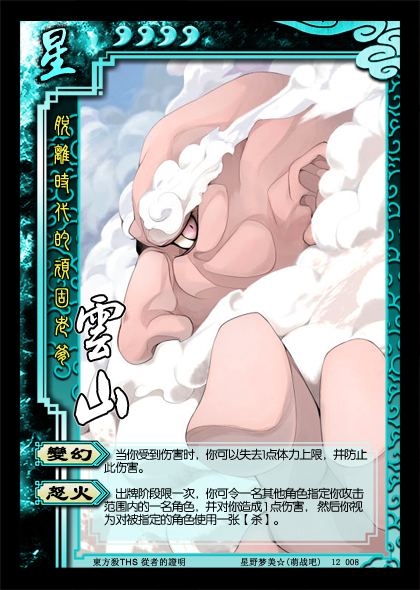 星
脫離時代的頑固老爹
雲山
變幻
当你受到伤害时，你可以失去1点体力上限，并防止
此伤害。
怒火
出牌阶段限一次，你可令一名其他角色指定你攻击
范围内的一名角色，并对你造成1点伤害，然后你视
为对被指定的角色使用一张【杀】。
東方殺THS 從者的證明
星野梦美☆(萌战吧) 12 008